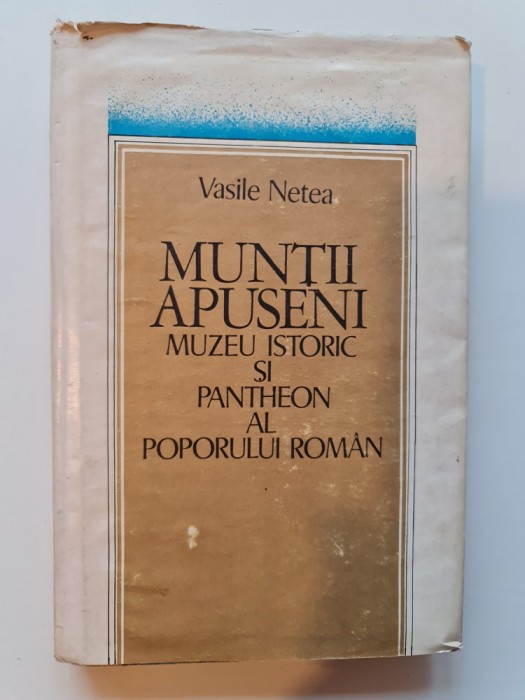 Vasile Netea
MUNȚII
APUSENI
MUZEU ISTORIC
ȘI
PANTHEON
AL
POPORULUI ROMÂN